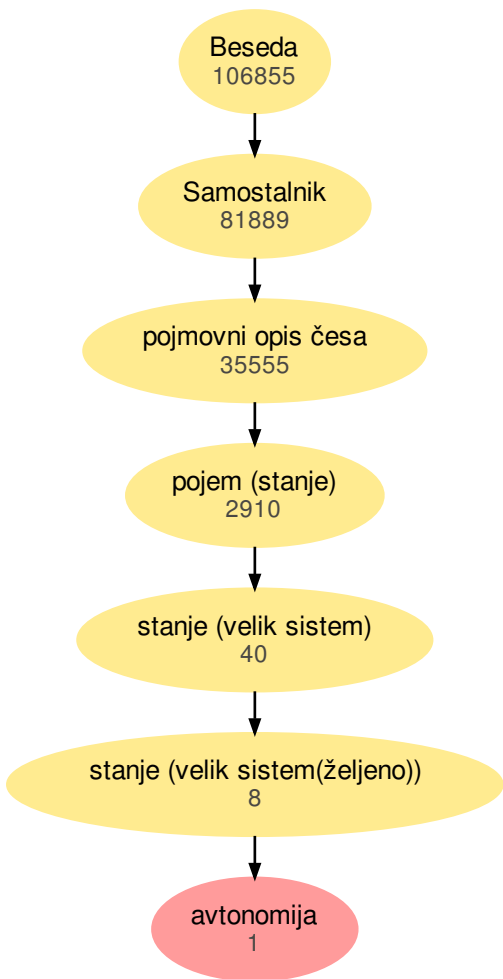 Beseda
106855
Samostalnik
81889
pojmovni opis česa
35555
pojem (stanje)
2910
stanje (velik sistem)
40
stanje (velik sistem(željeno))
8
avtonomija
1